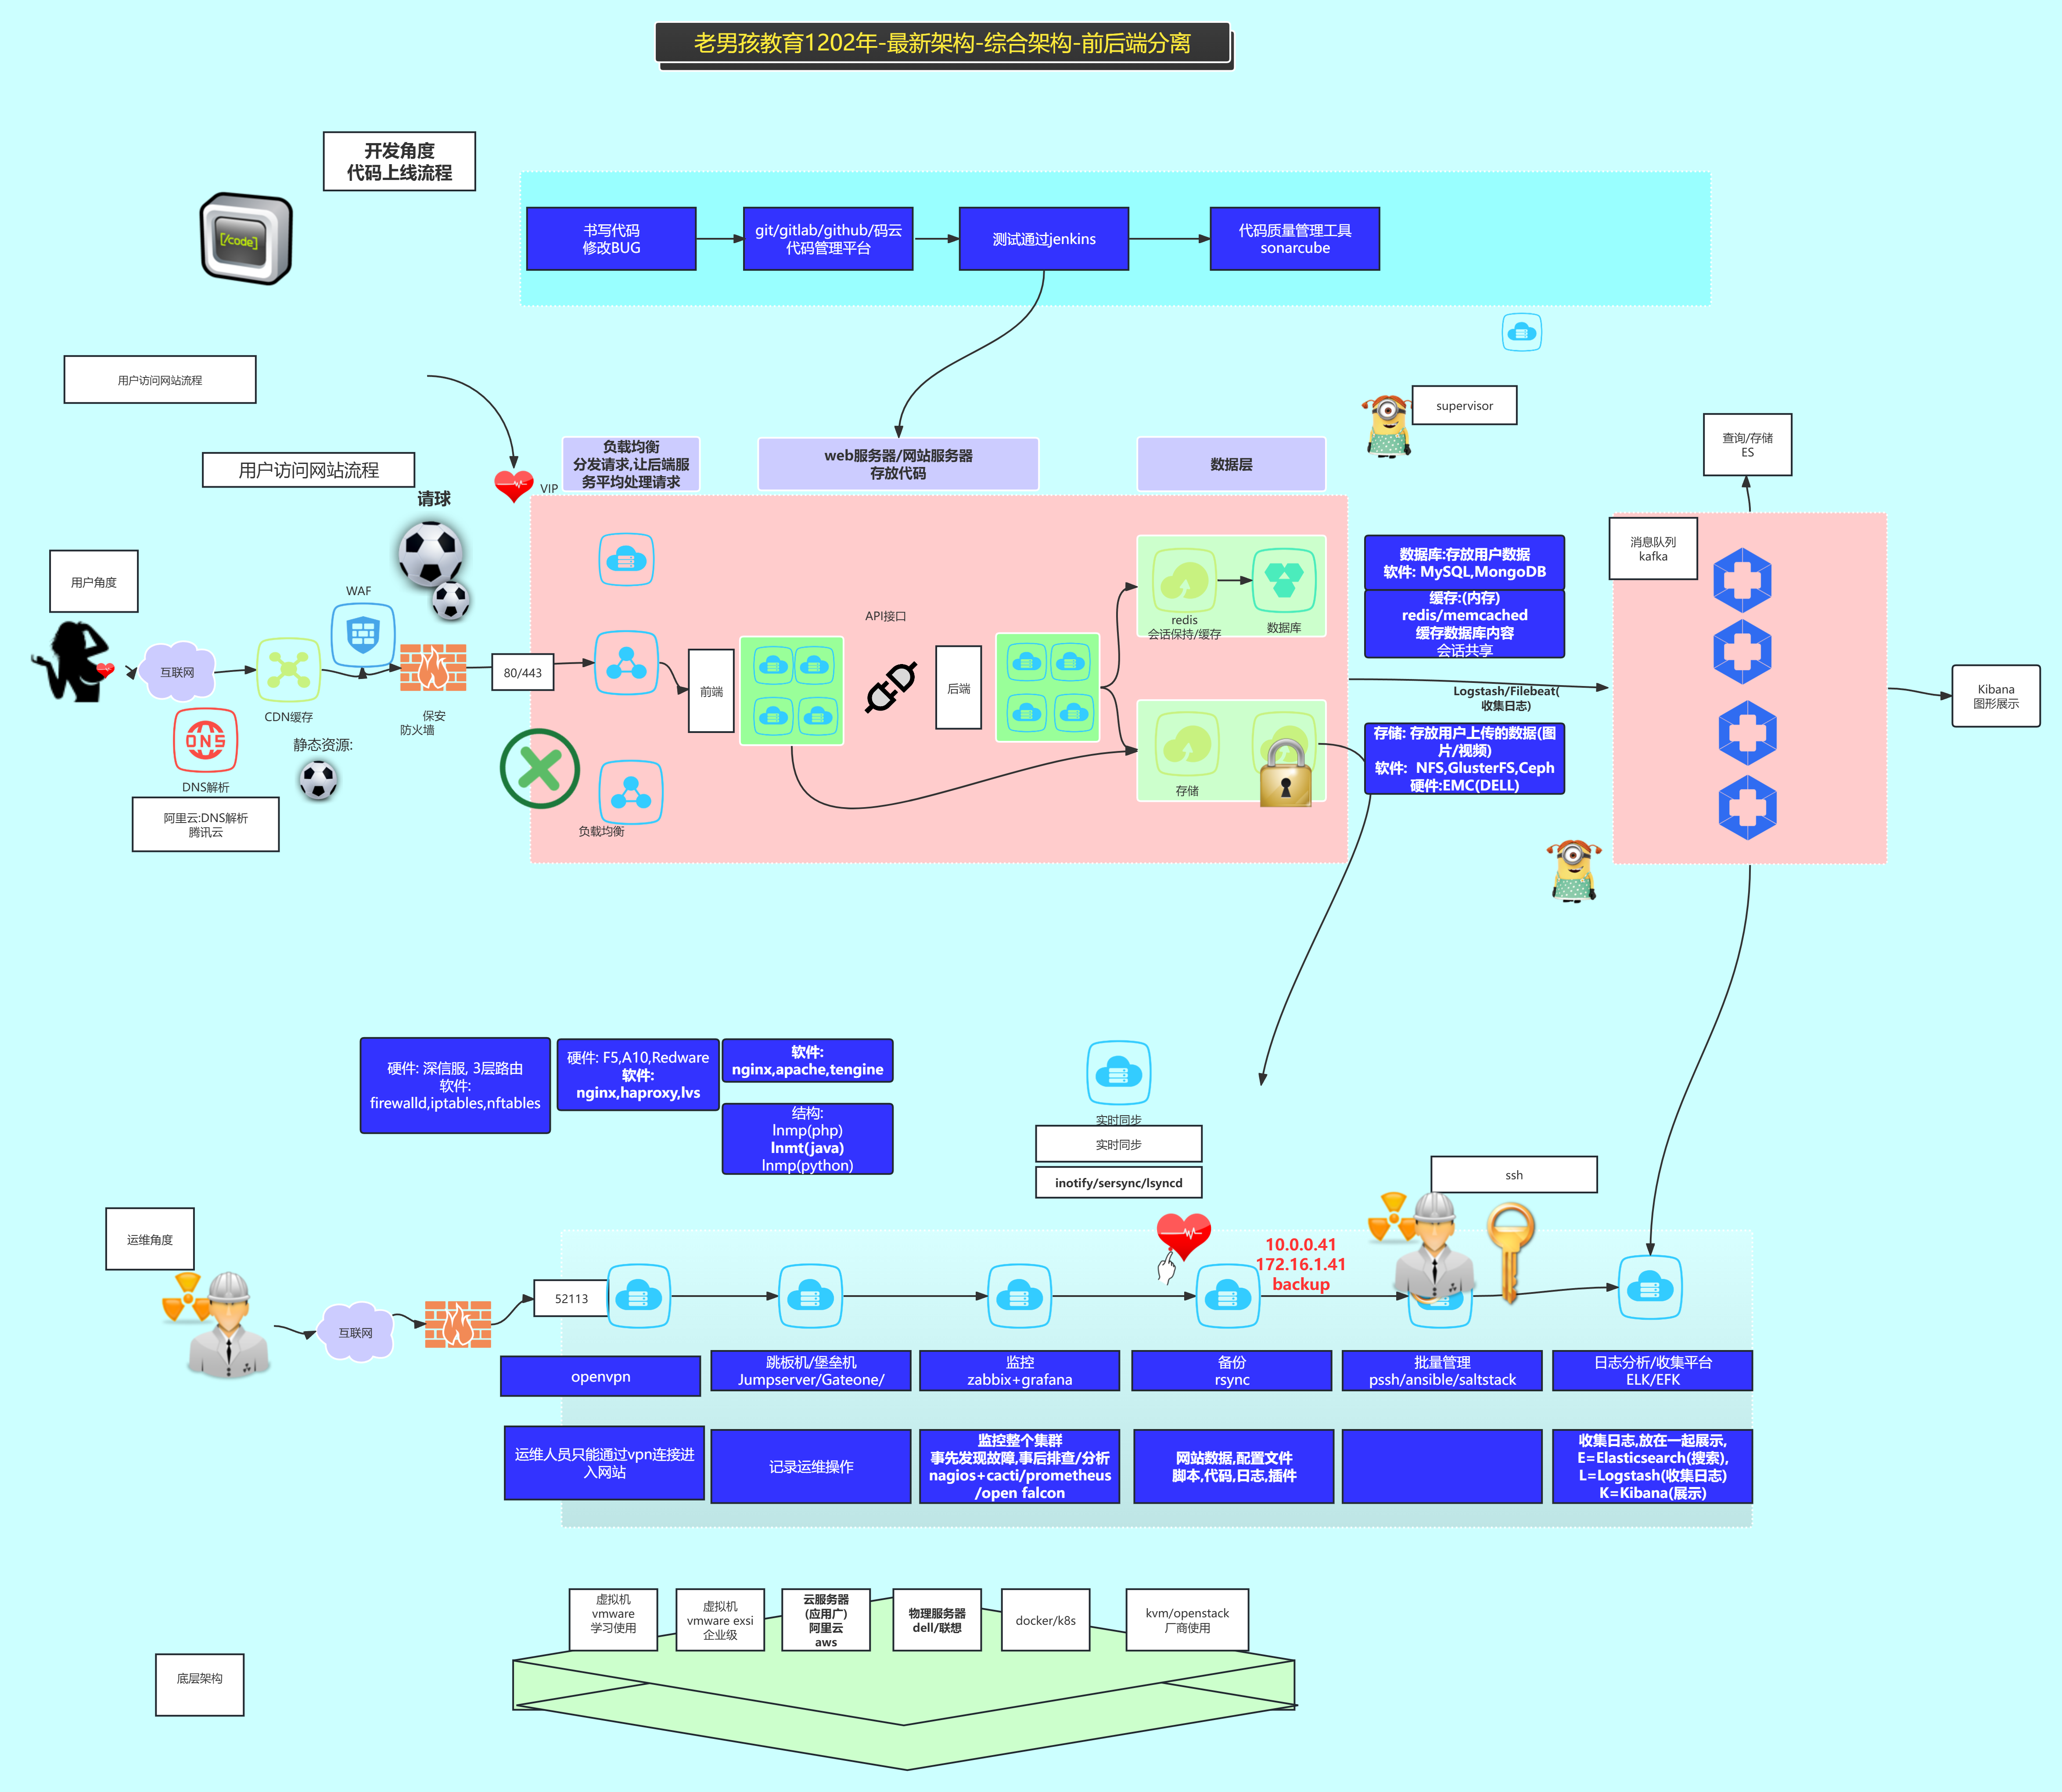 老男孩教育1202年-最新架构-综合架构-前后端分离
开发角度
代码上线流程
[/code]
书写代码
修改BUG
git/gitlab/github/码云
代码管理平台
测试通过jenkins
代码质量管理工具
sonarcube
用户访问网站流程
supervisor
查询/存储
ES
用户访问网站流程
请球
VIP
负载均衡
分发请求,让后端服
务平均处理请求
web服务器/网站服务器
存放代码
数据层
用户角度
WAF
互联网
CDN缓存
保安
防火墙
80/443
DNS
DNS解析
静态资源:
阿里云:DNS解析
腾讯云
负载均衡
前端
API接口
后端
redis
会话保持/缓存
数据库
存储
数据库:存放用户数据
软件: MySQL,MongoDB
缓存:(内存)
redis/memcached
缓存数据库内容
会话共享
Logstash/Filebeat(
收集日志)
存储: 存放用户上传的数据(图
片/视频)
软件: NFS,GlusterFS,Ceph
硬件:EMC(DELL)
消息队列
kafka
Kibana
图形展示
硬件: 深信服, 3层路由
软件:
firewalld,iptables,nftables
硬件: F5,A10,Redware
软件:
nginx,haproxy,lvs
软件:
nginx,apache,tengine
结构:
lnmp(php)
lnmt(java)
lnmp(python)
实时同步
实时同步
inotify/sersync/lsyncd
ssh
运维角度
互联网
52113
10.0.0.41
172.16.1.41
backup
openvpn
跳板机/堡垒机
Jumpserver/Gateone/
监控
zabbix+grafana
备份
rsync
批量管理
pssh/ansible/saltstack
日志分析/收集平台
ELK/EFK
运维人员只能通过vpn连接进
入网站
记录运维操作
监控整个集群
事先发现故障,事后排查/分析
nagios+cacti/prometheus
/open falcon
网站数据,配置文件
脚本,代码,日志,插件
收集日志,放在一起展示,
E=Elasticsearch(搜索),
L=Logstash(收集日志)
K=Kibana(展示)
虚拟机
vmware
学习使用
虚拟机
vmware exsi
企业级
云服务器
(应用广)
阿里云
aws
物理服务器
dell/联想
docker/k8s
kvm/openstack
厂商使用
底层架构